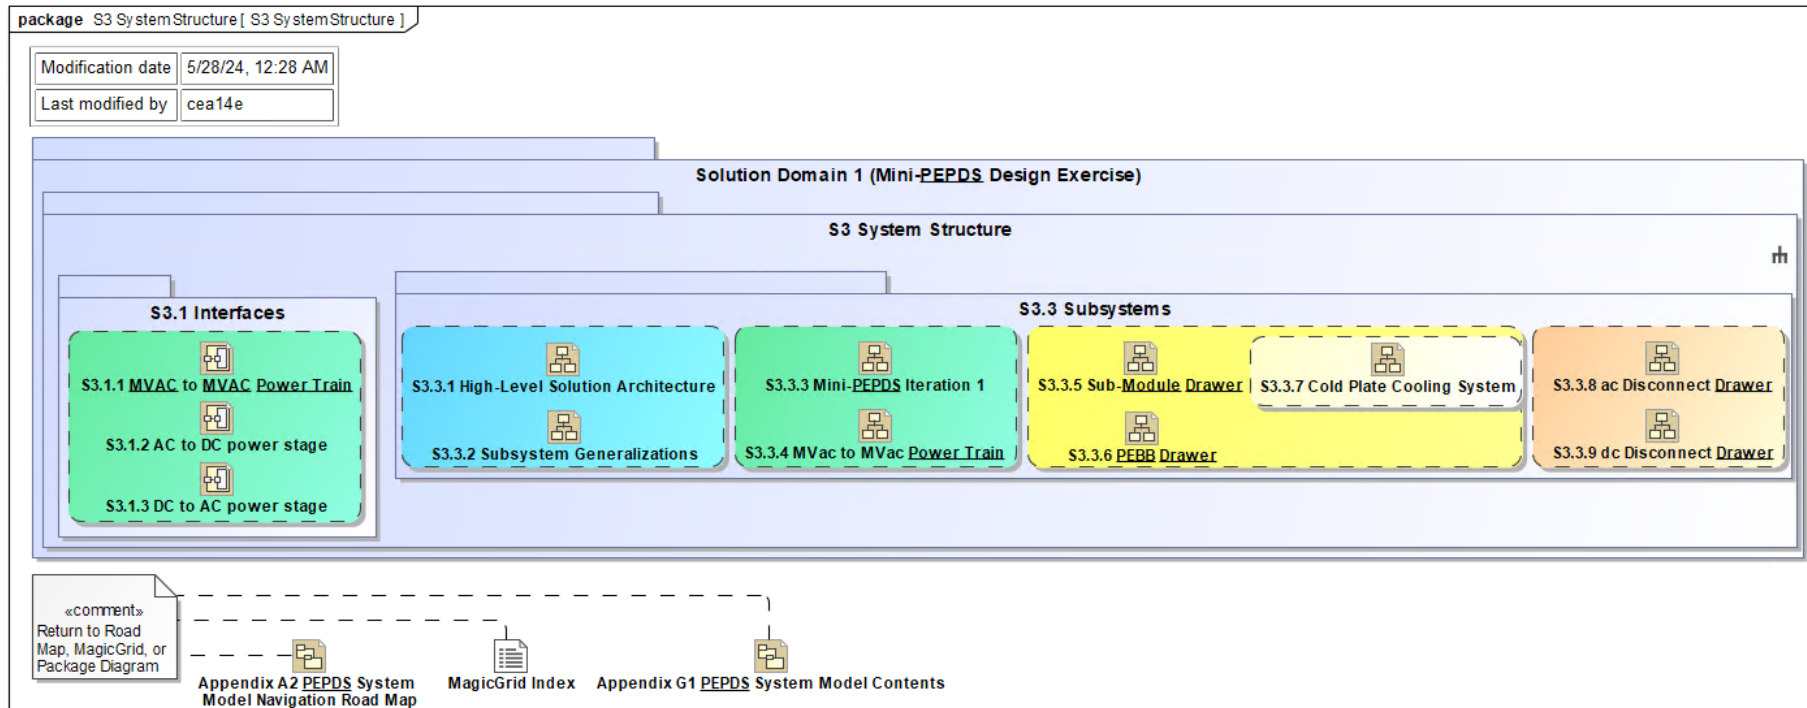 package S3 System Structure [ S3 System Structure ]
Modification date 5/28/24, 12:28 AM
Last modified by cea14e
Solution Domain 1 (Mini-PEPDS Design Exercise)
S3 System Structure
S3.1 Interfaces
S3.1.1 MVAC to MVAC Power Train
S3.1.2 AC to DC power stage
S3.1.3 DC to AC power stage
S3.3 Subsystems
S3.3.1 High-Level Solution Architecture
S3.3.2 Subsystem Generalizations
S3.3.3 Mini-PEPDS Iteration 1
S3.3.4 MVac to MVac Power Train
S3.3.5 Sub-Module Drawer
S3.3.6 PEBB Drawer
S3.3.7 Cold Plate Cooling System
S3.3.8 ac Disconnect Drawer
S3.3.9 dc Disconnect Drawer
«comment»
Return to Road
Map, MagicGrid, or
Package Diagram
Appendix A2 PEPDS System
Model Navigation Road Map
MagicGrid Index
Appendix G1 PEPDS System Model Contents